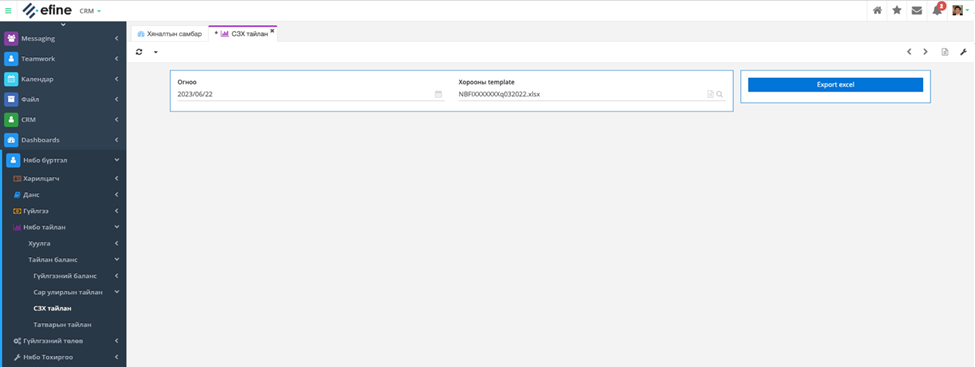 efine CRM
3
Messaging
Teamwork
Календар
Файл
CRM
Dashboards
Нябо бүртгэл
Харилцагч
Данс
Гүйлгээ
Нябо тайлан
Хуулга
Тайлан баланс
Гүйлгээний баланс
Сар улирлын тайлан
СЗХ тайлан
Татварын тайлан
Гүйлгээний төлөв
Нябо Тохиргоо
Хяналтын самбар
* СЗХ тайлан
Огноо
2023/06/22
Хорооны template
NBFIXXXXXXXq032022.xlsx
Export excel